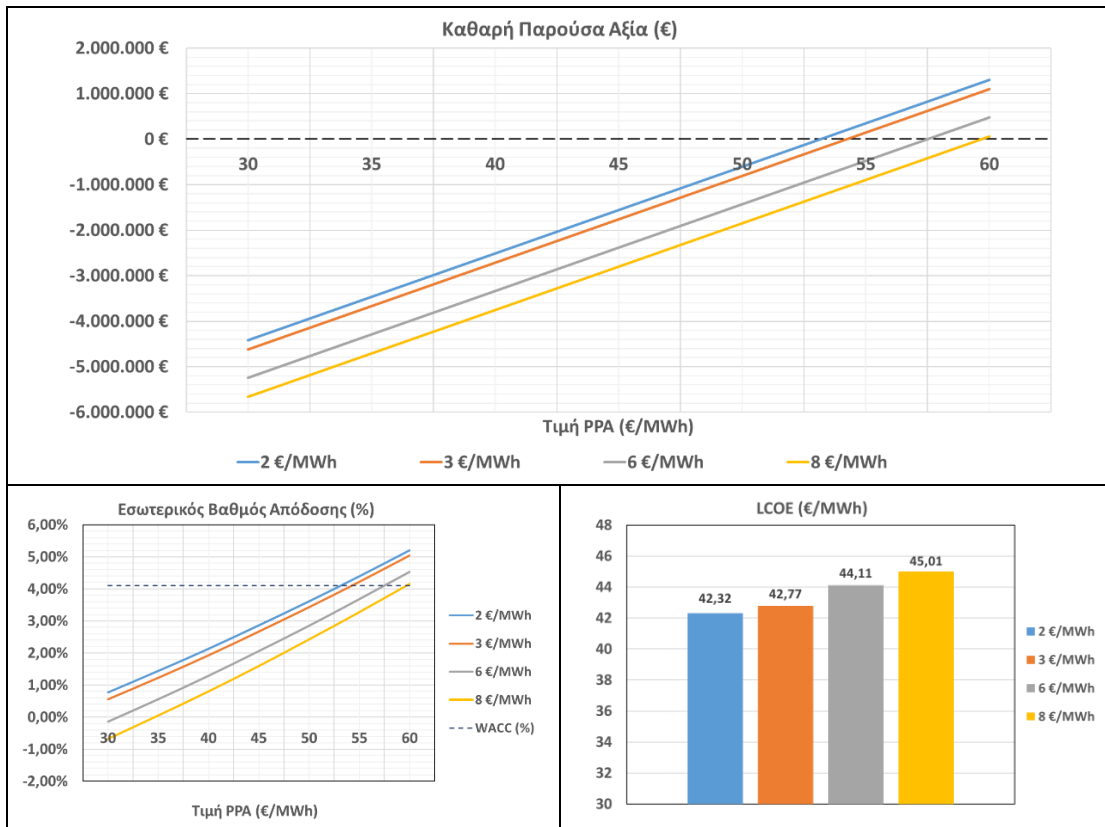 Καθαρή Παρούσα Αξία (€)
2.000.000 €
1.000.000 €
0 €
-1.000.000 €
-2.000.000 €
-3.000.000 €
-4.000.000 €
-5.000.000 €
-6.000.000 €
30 35 40 45 50 55 60
Τιμή PPA (€/MWh)
2 €/MWh 3 €/MWh 6 €/MWh 8 €/MWh
Εσωτερικός Βαθμός Απόδοσης (%)
6,00%
5,00%
4,00%
3,00%
2,00%
1,00%
0,00%
-1,00%
-2,00%
30 35 40 45 50 53 60
Τιμή PPA (€/MWh)
2 €/MWh
3 €/MWh
6 €/MWh
8 €/MWh
WACC (%)
LCOE (€/MWh)
48
46
44
42
40
38
36
34
32
30
42,32
42,77
44,11
45,01
2 €/MWh
3 €/MWh
6 €/MWh
8 €/MWh